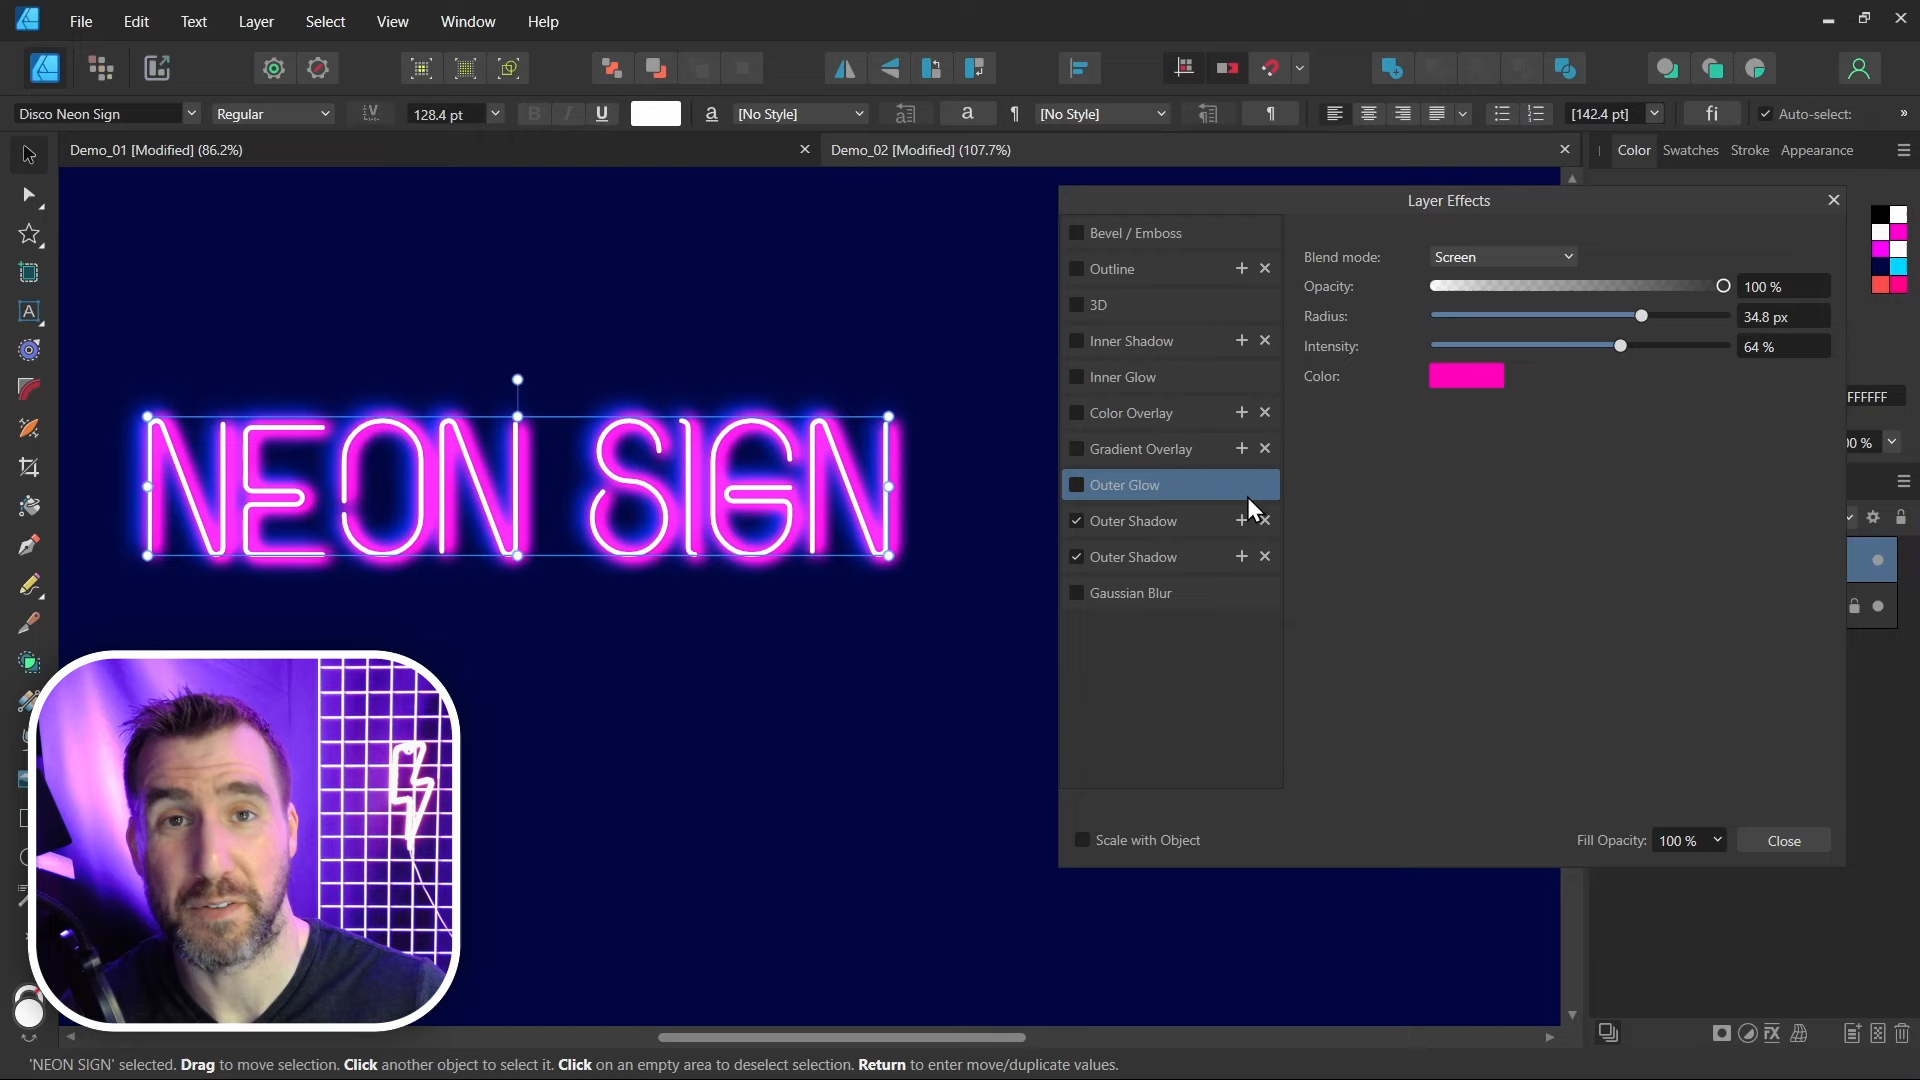 File Edit Text Layer Select View Window Help
Disco Neon Sign Regular 128.4 pt B I U a [No Style] a ¶ [No Style] ¶ [142.4 pt] fi Auto-select: »
Demo_01 [Modified] (86.2%) Demo_02 [Modified] (107.7%) Color Swatches Stroke Appearance
Layer Effects
Bevel / Emboss
Outline
3D
Inner Shadow
Inner Glow
Color Overlay
Gradient Overlay
Outer Glow
Outer Shadow
Outer Shadow
Gaussian Blur
Blend mode: Screen
Opacity: 100 %
Radius: 34.8 px
Intensity: 64 %
Color:
FFFFFF
00 %
NEON SIGN
Scale with Object Fill Opacity: 100 % Close
'NEON SIGN' selected. Drag to move selection. Click another object to select it. Click on an empty area to deselect selection. Return to enter move/duplicate values.